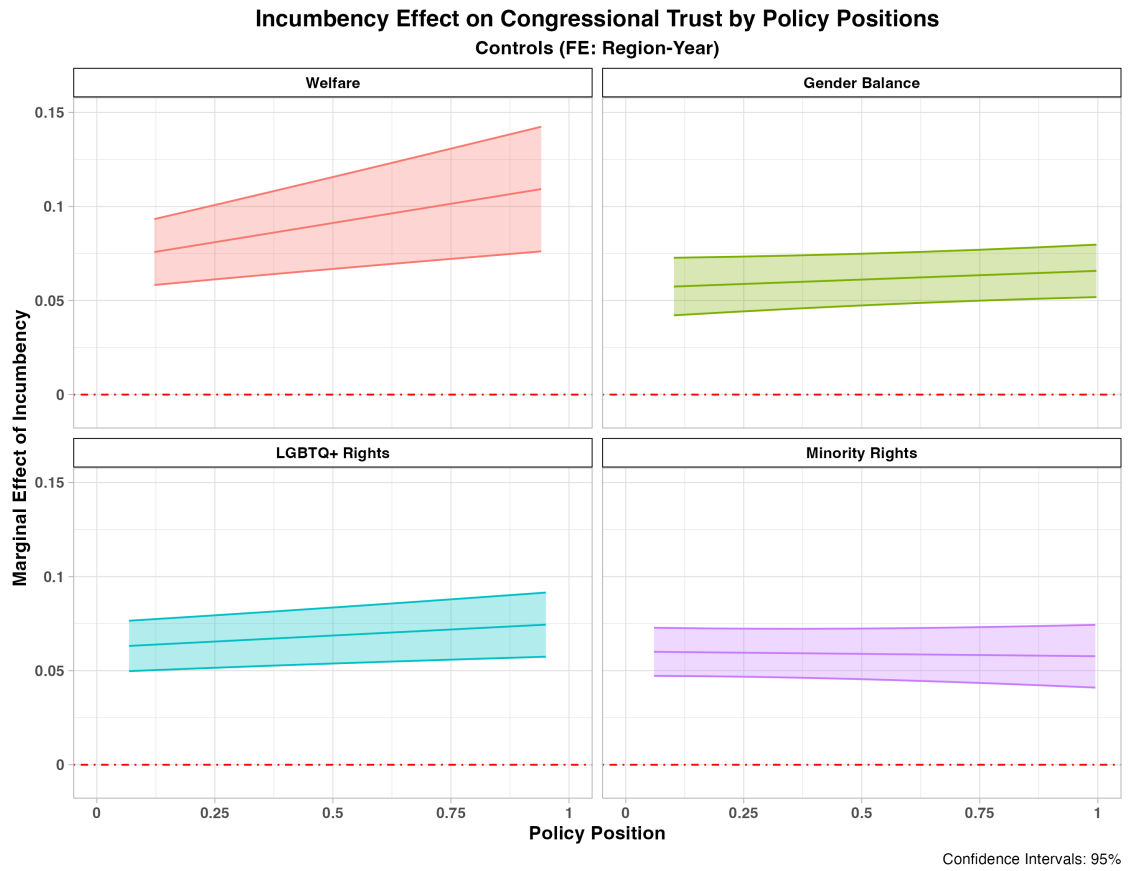 Incumbency Effect on Congressional Trust by Policy Positions
Controls (FE: Region-Year)
Welfare
Gender Balance
0.15
0.1
0.05
0
Marginal Effect of Incumbency
LGBTQ+ Rights
Minority Rights
0.15
0.1
0.05
0
0 0.25 0.5 0.75 1
0 0.25 0.5 0.75 1
Policy Position
Confidence Intervals: 95%